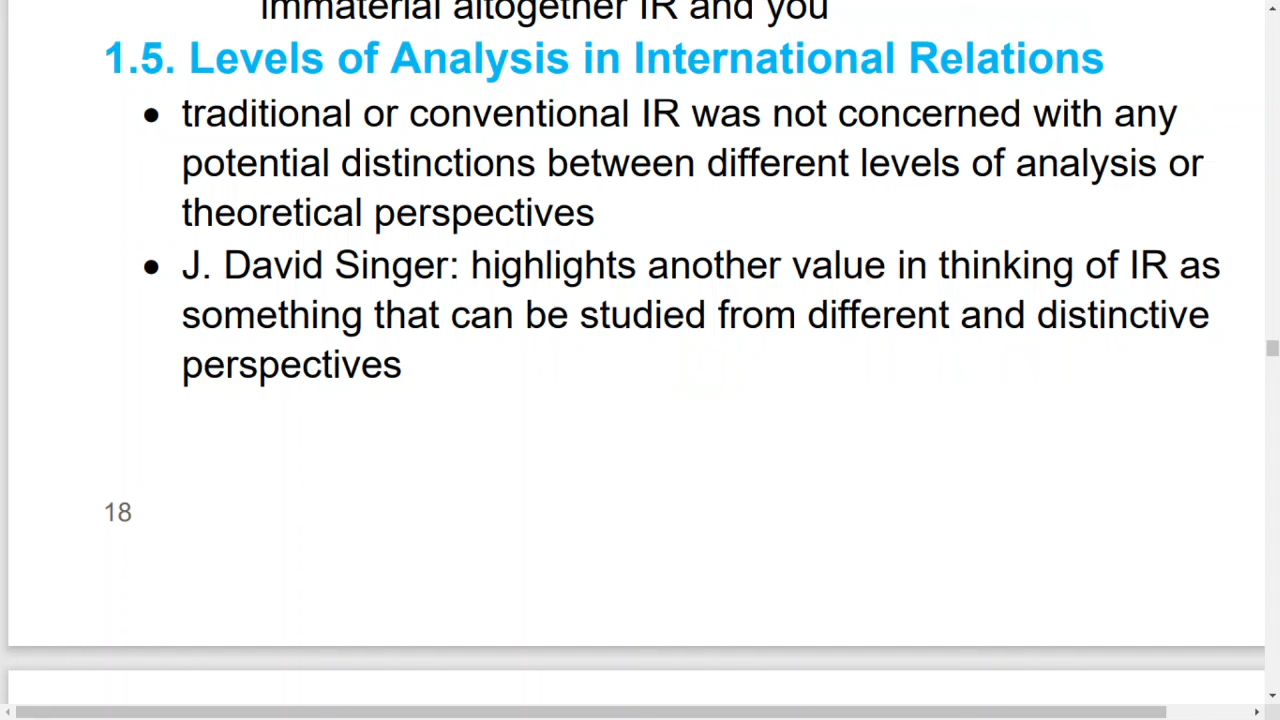 immaterial altogether IR and you
1.5. Levels of Analysis in International Relations
• traditional or conventional IR was not concerned with any
potential distinctions between different levels of analysis or
theoretical perspectives
• J. David Singer: highlights another value in thinking of IR as
something that can be studied from different and distinctive
perspectives
18